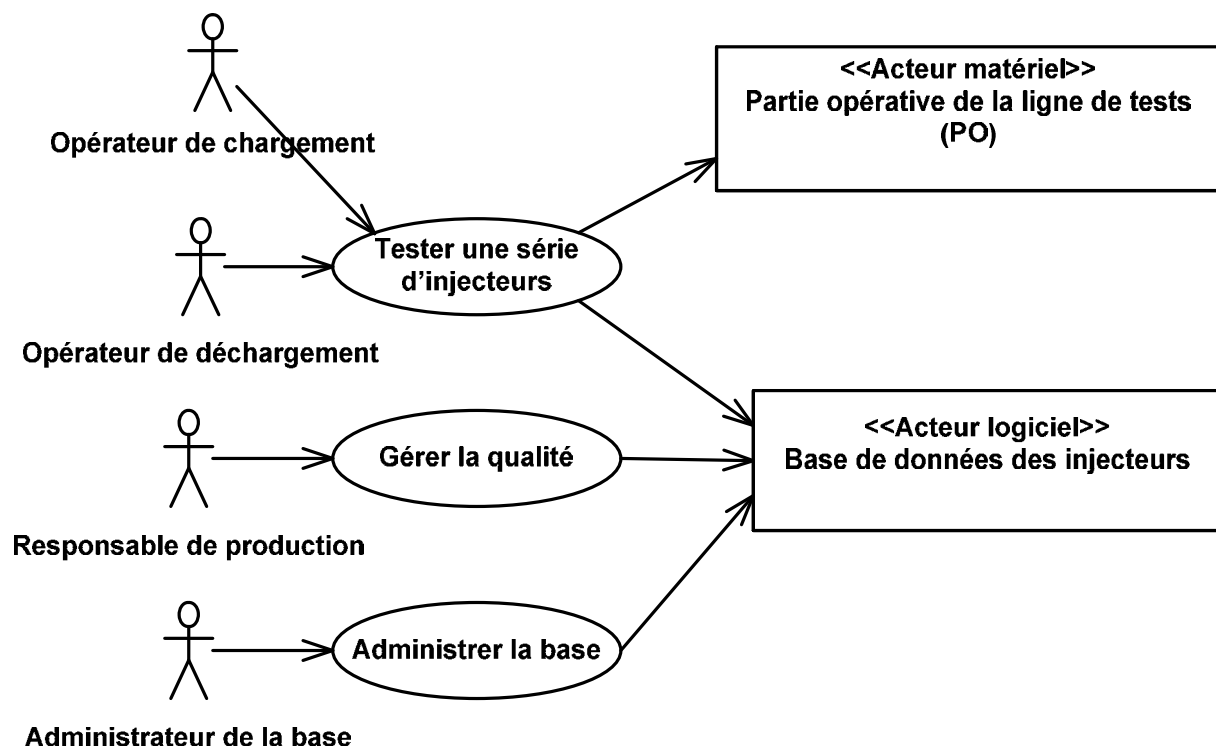 Opérateur de chargement
<<Acteur matériel>>
Partie opérative de la ligne de tests
(PO)
Tester une série
d'injecteurs
Opérateur de déchargement
<<Acteur logiciel>>
Base de données des injecteurs
Gérer la qualité
Responsable de production
Administrer la base
Administrateur de la base